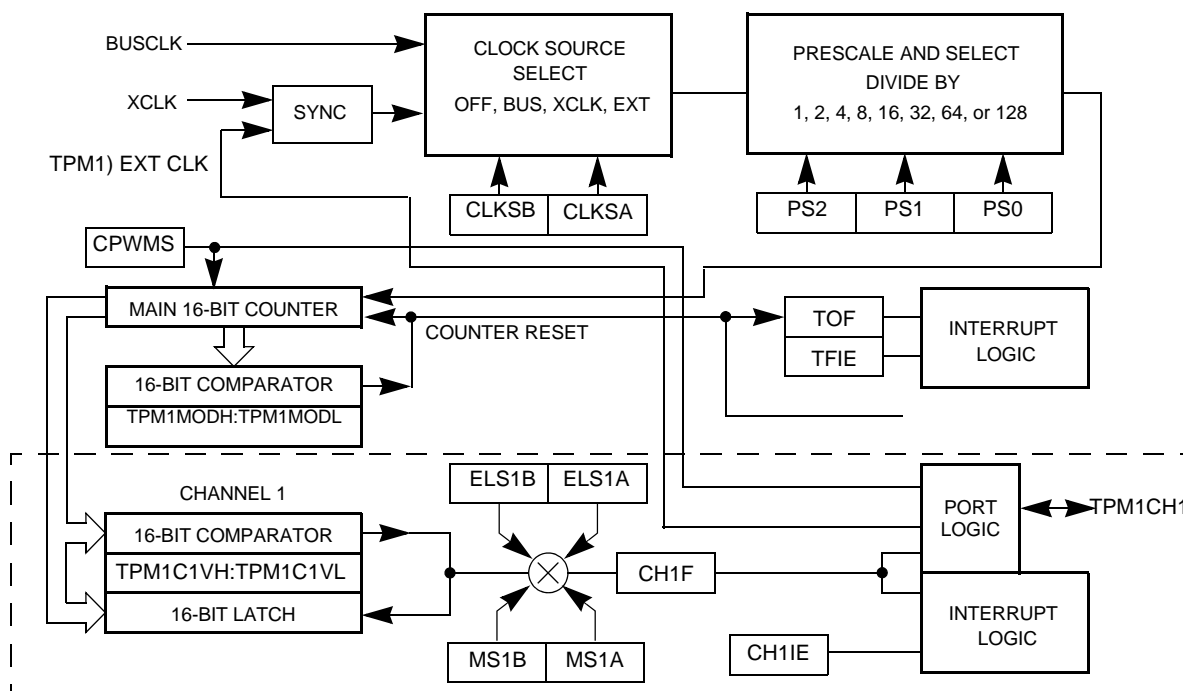 BUSCLK
CLOCK SOURCE
SELECT
OFF, BUS, XCLK, EXT
PRESCALE AND SELECT
DIVIDE BY
1, 2, 4, 8, 16, 32, 64, or 128
XCLK
SYNC
TPM1) EXT CLK
CLKSB
CLKSA
PS2
PS1
PS0
CPWMS
MAIN 16-BIT COUNTER
COUNTER RESET
TOF
TFIE
INTERRUPT
LOGIC
16-BIT COMPARATOR
TPM1MODH:TPM1MODL
CHANNEL 1
ELS1B
ELS1A
16-BIT COMPARATOR
TPM1C1VH:TPM1C1VL
16-BIT LATCH
CH1F
PORT
LOGIC
TPM1CH1
MS1B
MS1A
CH1IE
INTERRUPT
LOGIC